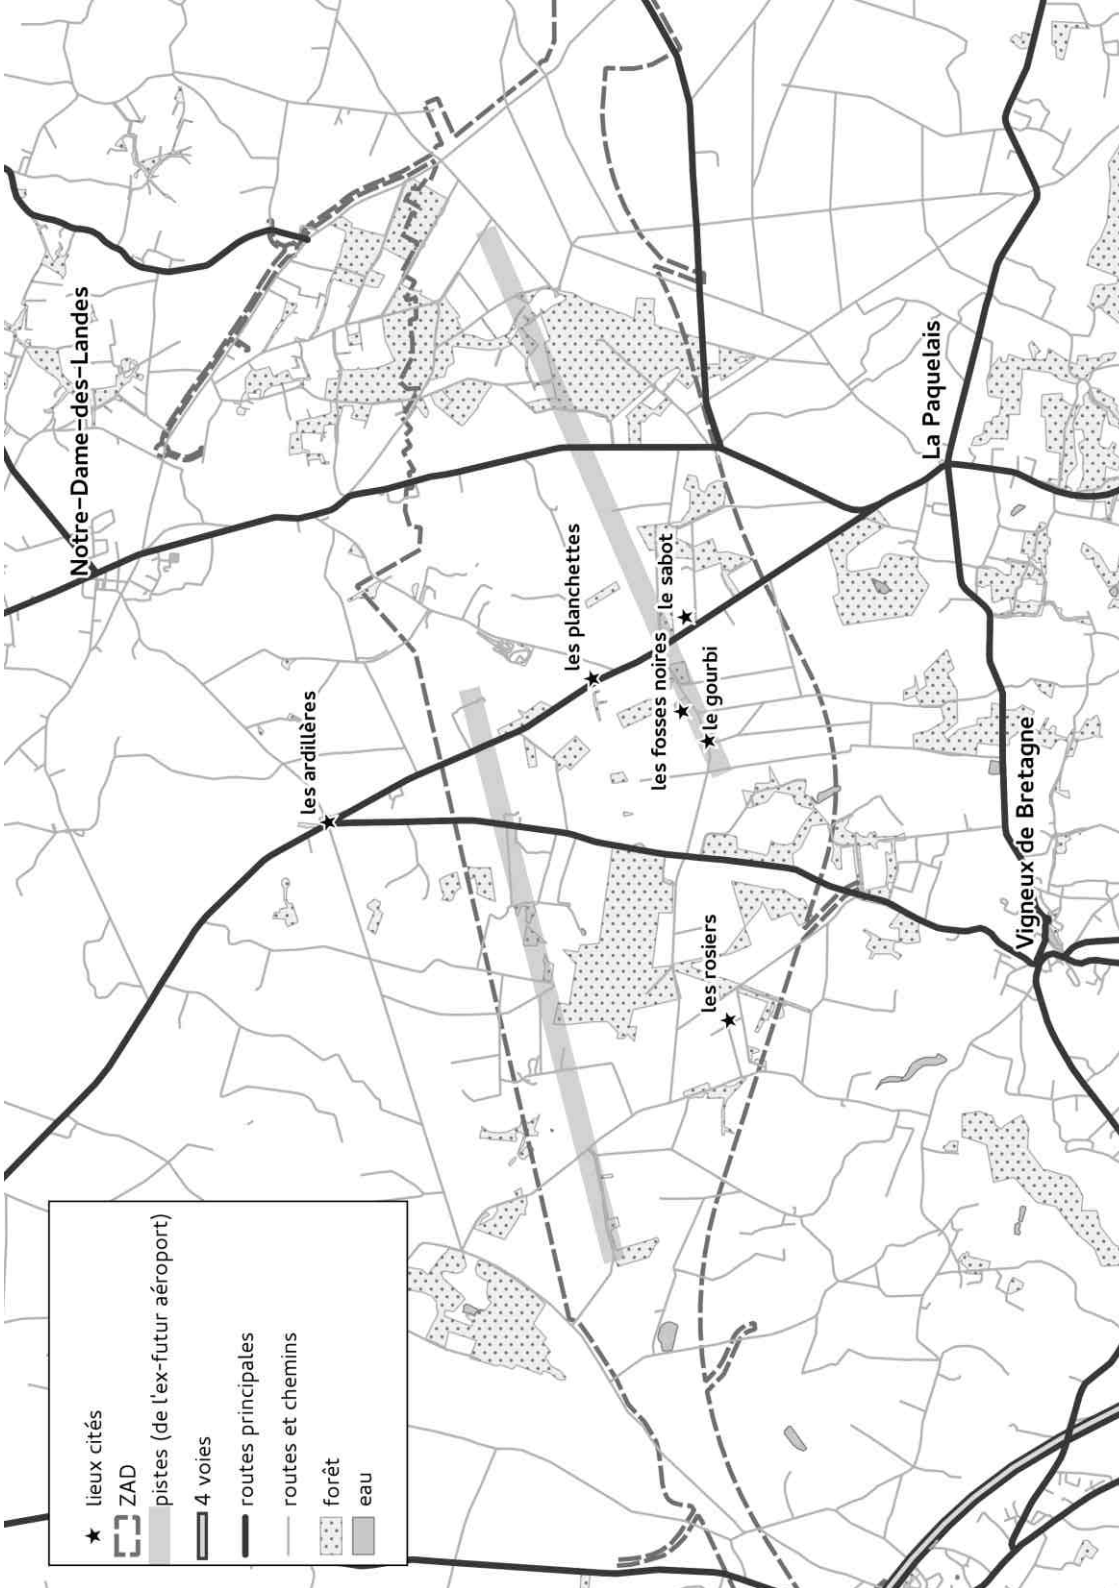 Notre-Dame-des-Landes
les ardillères
les planchettes
le sabot
les fosses noires
le gourbi
les rosiers
La Paquelais
Vigneux de Bretagne
lieux cités
ZAD
pistes (de l'ex-futur aéroport)
4 voies
routes principales
routes et chemins
forêt
eau